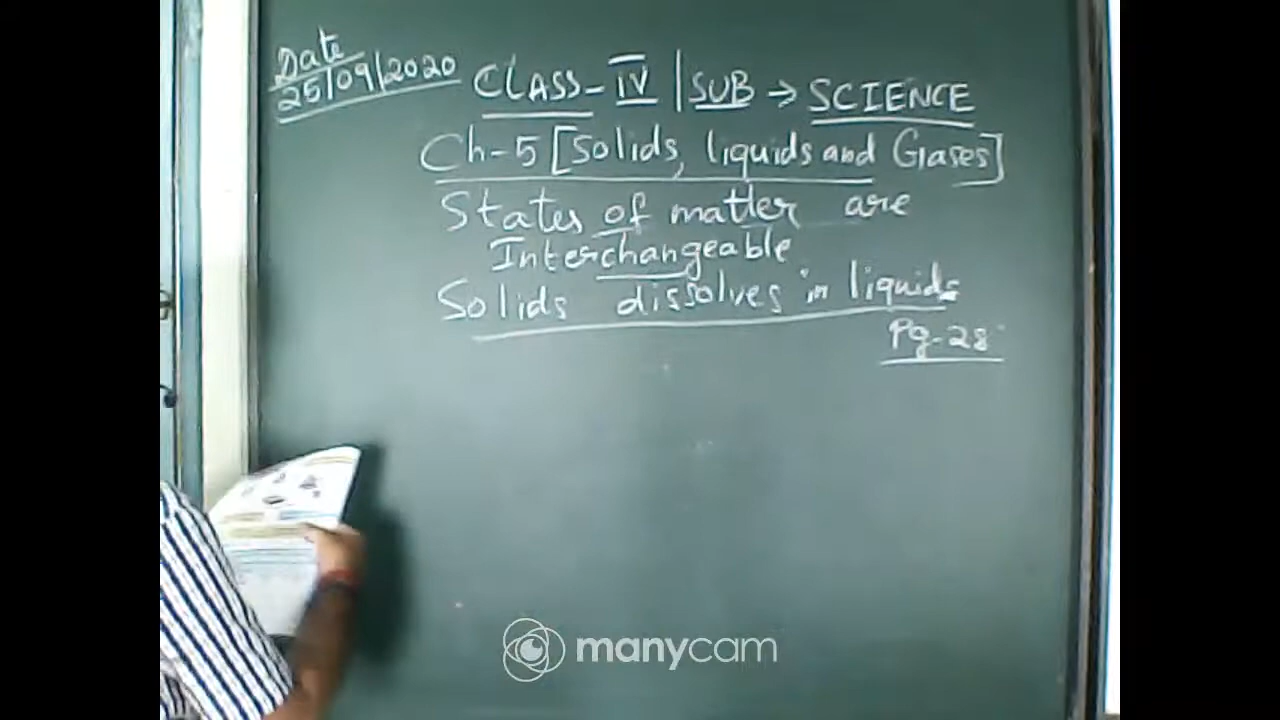 Date
25/09/2020
CLASS-IV | SUB → SCIENCE
Ch-5 [Solids, liquids and Gases]
States of matter are
Interchangeable
Solids dissolves in liquids
Pg-28
manycam